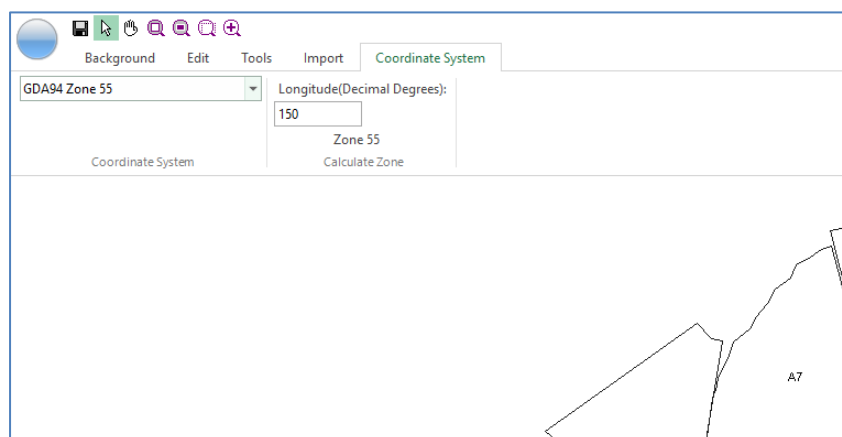 Background Edit Tools Import Coordinate System
GDA94 Zone 55
Longitude(Decimal Degrees):
150
Zone 55
Coordinate System
Calculate Zone
A7